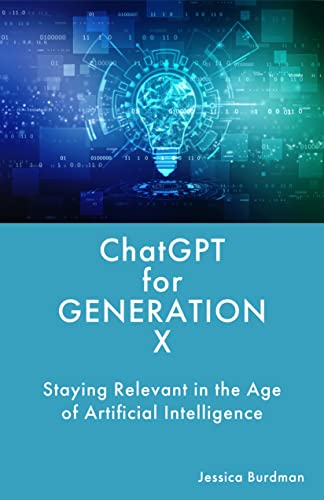 ChatGPT
for
GENERATION
X
Staying Relevant in the Age
of Artificial Intelligence
Jessica Burdman